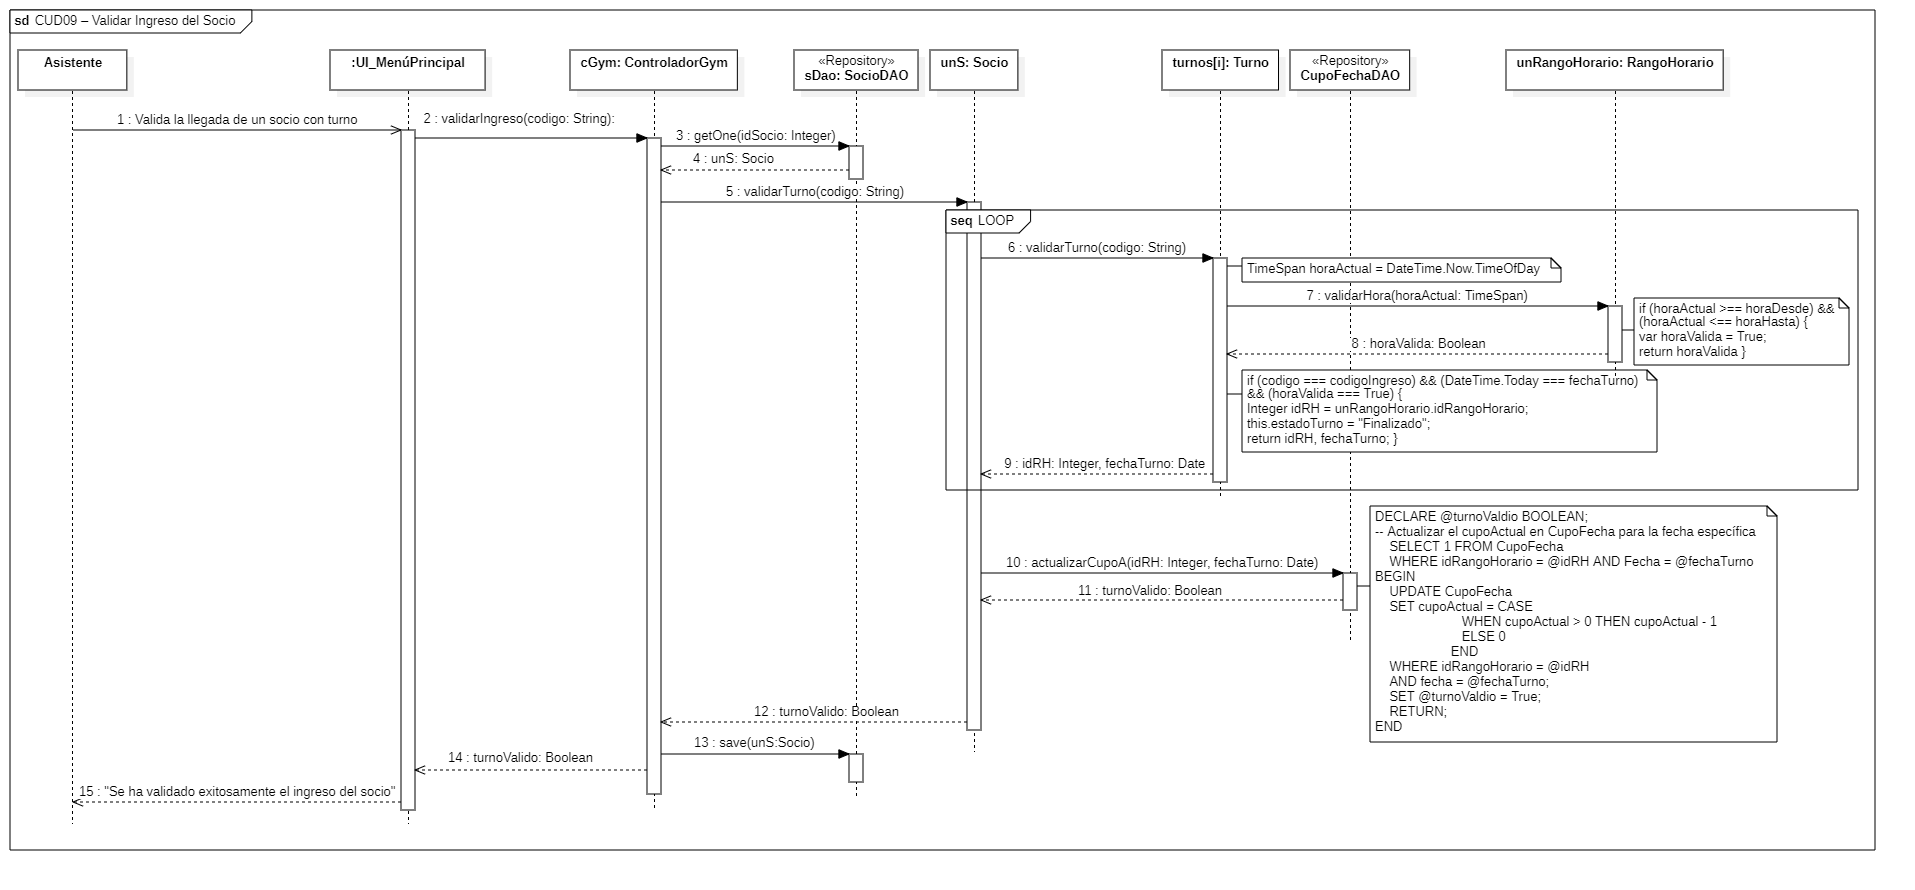 sd CUD09 – Validar Ingreso del Socio
Asistente
:UI_MenúPrincipal
cGym: ControladorGym
«Repository»
sDao: SocioDAO
unS: Socio
turnos[i]: Turno
«Repository»
CupoFechaDAO
unRangoHorario: RangoHorario
1 : Valida la llegada de un socio con turno
2 : validarIngreso(codigo: String):
3 : getOne(idSocio: Integer)
4 : unS: Socio
5 : validarTurno(codigo: String)
seq LOOP
6 : validarTurno(codigo: String)
TimeSpan horaActual = DateTime.Now.TimeOfDay
7 : validarHora(horaActual: TimeSpan)
if (horaActual >== horaDesde) &&
(horaActual <== horaHasta) {
var horaValida = True;
return horaValida }
8 : horaValida: Boolean
if (codigo === codigoIngreso) && (DateTime.Today === fechaTurno)
&& (horaValida === True) {
Integer idRH = unRangoHorario.idRangoHorario;
this.estadoTurno = "Finalizado";
return idRH, fechaTurno; }
9 : idRH: Integer, fechaTurno: Date
DECLARE @turnoValdio BOOLEAN;
-- Actualizar el cupoActual en CupoFecha para la fecha específica
SELECT 1 FROM CupoFecha
WHERE idRangoHorario = @idRH AND Fecha = @fechaTurno
BEGIN
UPDATE CupoFecha
SET cupoActual = CASE
WHEN cupoActual > 0 THEN cupoActual - 1
ELSE 0
END
WHERE idRangoHorario = @idRH
AND fecha = @fechaTurno;
SET @turnoValdio = True;
RETURN;
END
10 : actualizarCupoA(idRH: Integer, fechaTurno: Date)
11 : turnoValido: Boolean
12 : turnoValido: Boolean
13 : save(unS:Socio)
14 : turnoValido: Boolean
15 : "Se ha validado exitosamente el ingreso del socio"